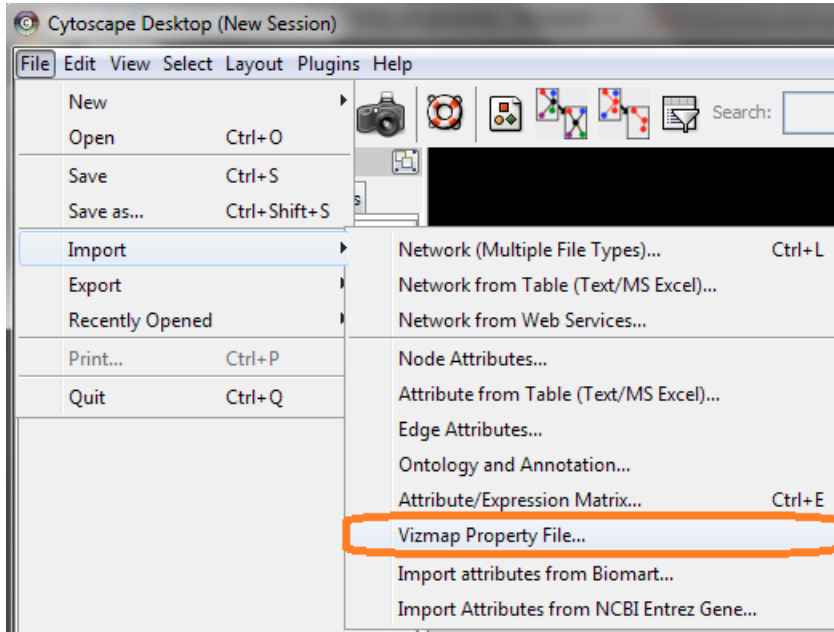 Cytoscape Desktop (New Session)
File Edit View Select Layout Plugins Help
New
Open Ctrl+O
Save Ctrl+S
Save as... Ctrl+Shift+S
Import
Export
Recently Opened
Print... Ctrl+P
Quit Ctrl+Q
Search:
s
Network (Multiple File Types)... Ctrl+L
Network from Table (Text/MS Excel)...
Network from Web Services...
Node Attributes...
Attribute from Table (Text/MS Excel)...
Edge Attributes...
Ontology and Annotation...
Attribute/Expression Matrix... Ctrl+E
Vizmap Property File...
Import attributes from Biomart...
Import Attributes from NCBI Entrez Gene...